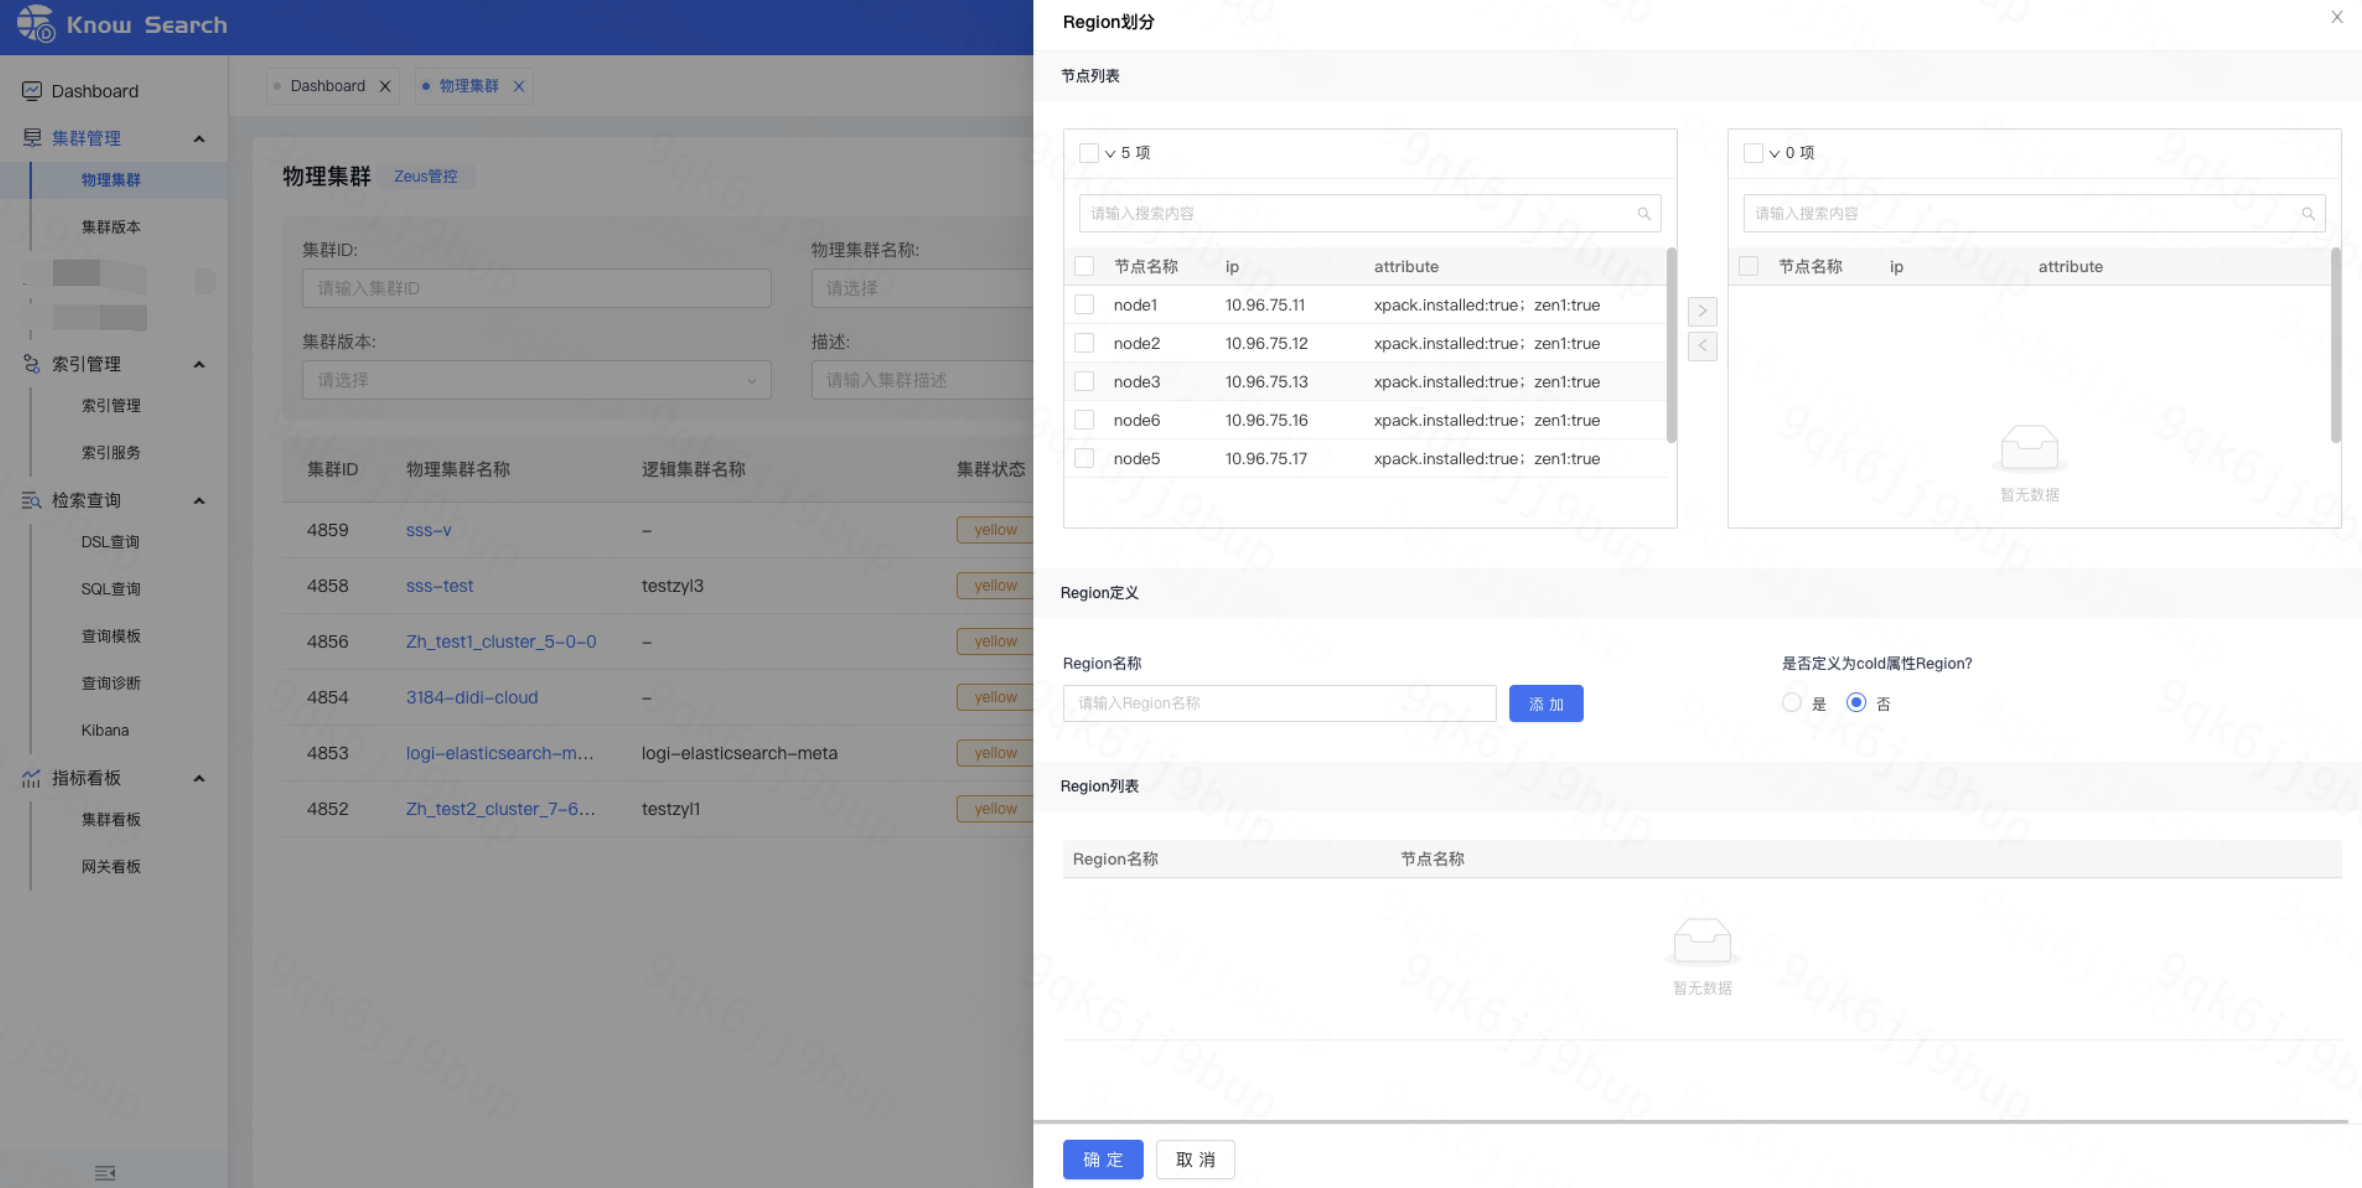 Know Search
Dashboard
集群管理
物理集群
集群版本
索引管理
索引管理
索引服务
检索查询
DSL查询
SQL查询
查询模板
查询诊断
Kibana
指标看板
集群看板
网关看板
Dashboard
物理集群
物理集群 Zeus管控
集群ID: 物理集群名称:
请输入集群ID 请选择
集群版本: 描述:
请选择 请输入集群描述
集群ID 物理集群名称 逻辑集群名称 集群状态
4859 sss-v - yellow
4858 sss-test testzyl3 yellow
4856 Zh_test1_cluster_5-0-0 - yellow
4854 3184-didi-cloud - yellow
4853 logi-elasticsearch-m... logi-elasticsearch-meta yellow
4852 Zh_test2_cluster_7-6... testzyl1 yellow
Region划分
节点列表
5 项
请输入搜索内容
节点名称 ip attribute
node1 10.96.75.11 xpack.installed:true; zen1:true
node2 10.96.75.12 xpack.installed:true; zen1:true
node3 10.96.75.13 xpack.installed:true; zen1:true
node6 10.96.75.16 xpack.installed:true; zen1:true
node5 10.96.75.17 xpack.installed:true; zen1:true
0 项
请输入搜索内容
节点名称 ip attribute
暂无数据
Region定义
Region名称
请输入Region名称 添加
是否定义为cold属性Region?
是 否
Region列表
Region名称 节点名称
暂无数据
确定 取消
9qk6jj9bup